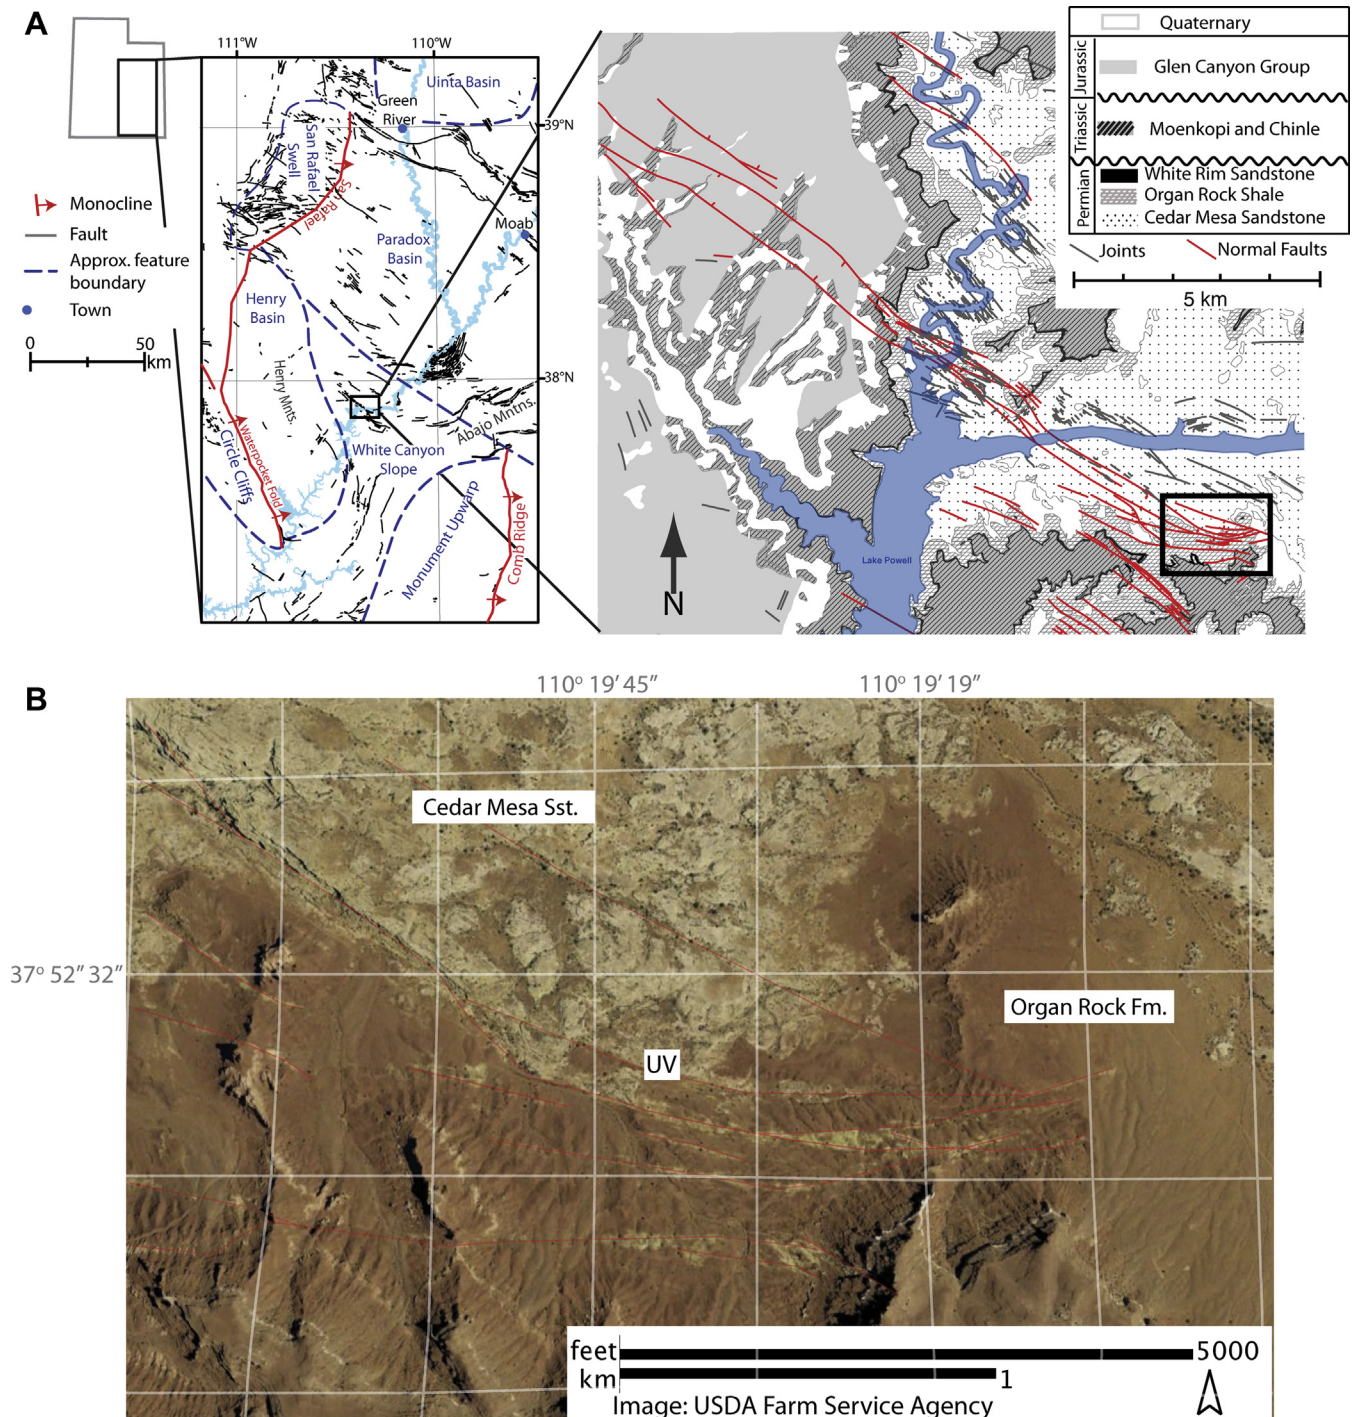 A
111°W
110°W
Uinta Basin
Green
River
39°N
San Rafael
Swell
San Rafael
Moab
Paradox
Basin
Henry
Basin
Henry Mnts.
38°N
Abajo Mntns.
White Canyon
Slope
Circle Cliffs
Waterpocket Fold
Monument Upwarp
Comb Ridge
Monocline
Fault
Approx. feature
boundary
Town
0 50
km
Lake Powell
N
Quaternary
Jurassic
Glen Canyon Group
Triassic
Moenkopi and Chinle
Permian
White Rim Sandstone
Organ Rock Shale
Cedar Mesa Sandstone
Joints Normal Faults
5 km
B
110° 19′ 45″ 110° 19′ 19″
Cedar Mesa Sst.
37° 52″ 32″
Organ Rock Fm.
UV
feet 5000
km 1
Image: USDA Farm Service Agency